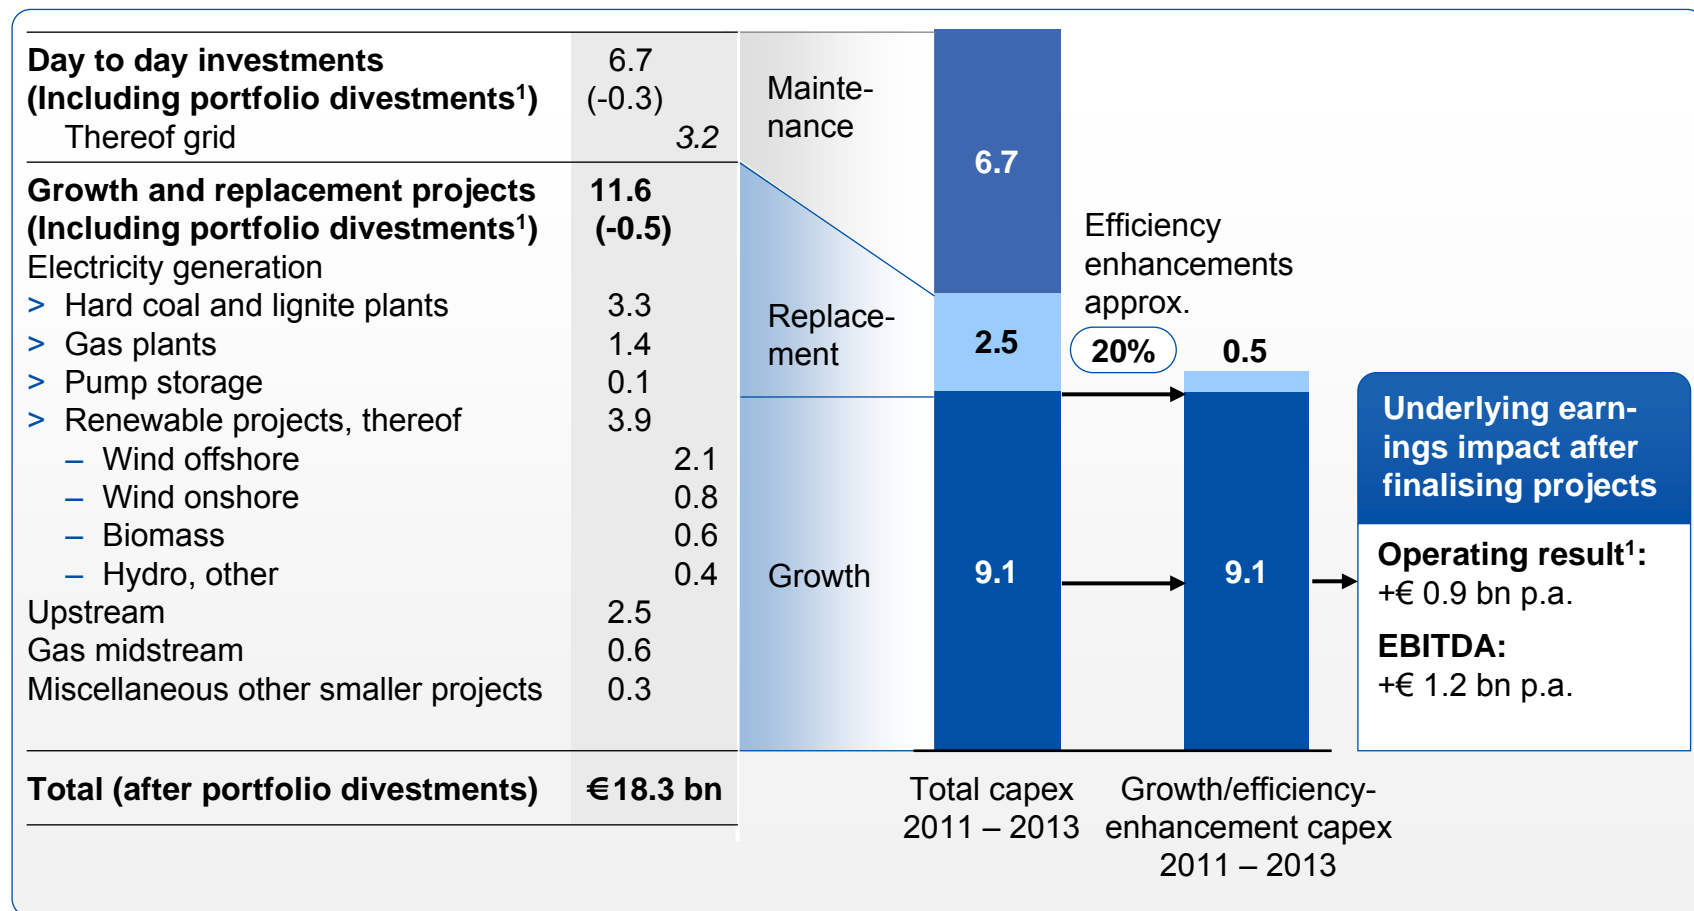 Day to day investments 6.7
(Including portfolio divestments¹) (-0.3)
Thereof grid 3.2
Growth and replacement projects 11.6
(Including portfolio divestments¹) (-0.5)
Electricity generation
> Hard coal and lignite plants 3.3
> Gas plants 1.4
> Pump storage 0.1
> Renewable projects, thereof 3.9
– Wind offshore 2.1
– Wind onshore 0.8
– Biomass 0.6
– Hydro, other 0.4
Upstream 2.5
Gas midstream 0.6
Miscellaneous other smaller projects 0.3
Total (after portfolio divestments) €18.3 bn
Mainte-
nance
Replace-
ment
Growth
6.7
2.5
9.1
Total capex
2011 – 2013
Efficiency
enhancements
approx.
20%
0.5
9.1
Growth/efficiency-
enhancement capex
2011 – 2013
Underlying earn-
ings impact after
finalising projects
Operating result¹:
+€ 0.9 bn p.a.
EBITDA:
+€ 1.2 bn p.a.